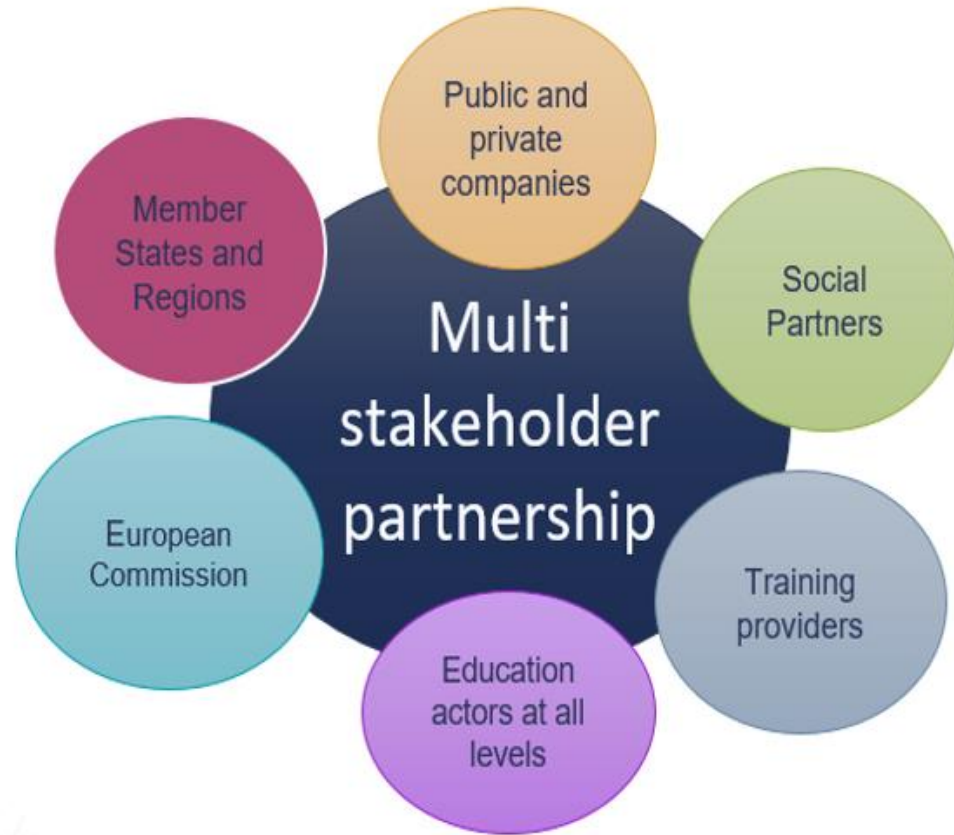 Public and
private
companies
Member
States and
Regions
Social
Partners
Multi
stakeholder
partnership
European
Commission
Training
providers
Education
actors at all
levels